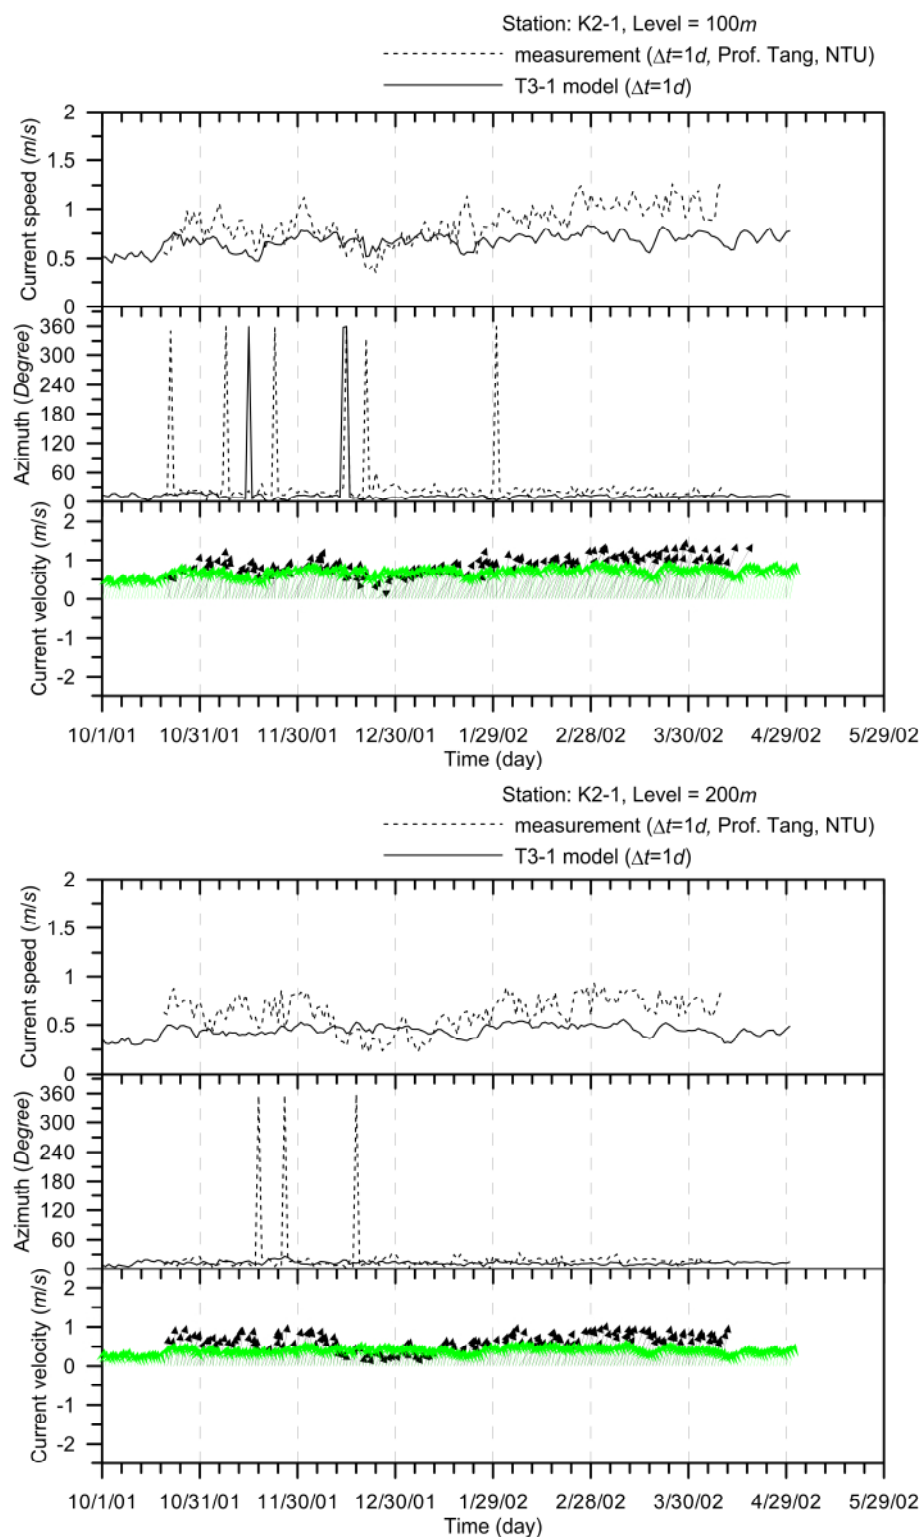 Station: K2-1, Level = 100m
measurement (Δt=1d, Prof. Tang, NTU)
T3-1 model (Δt=1d)
Current speed (m/s)
2
1.5
1
0.5
0
Azimuth (Degree)
360
300
240
180
120
60
0
Current velocity (m/s)
2
1
0
-1
-2
10/1/01 10/31/01 11/30/01 12/30/01 1/29/02 2/28/02 3/30/02 4/29/02 5/29/02
Time (day)
Station: K2-1, Level = 200m
measurement (Δt=1d, Prof. Tang, NTU)
T3-1 model (Δt=1d)
Current speed (m/s)
2
1.5
1
0.5
0
Azimuth (Degree)
360
300
240
180
120
60
0
Current velocity (m/s)
2
1
0
-1
-2
10/1/01 10/31/01 11/30/01 12/30/01 1/29/02 2/28/02 3/30/02 4/29/02 5/29/02
Time (day)